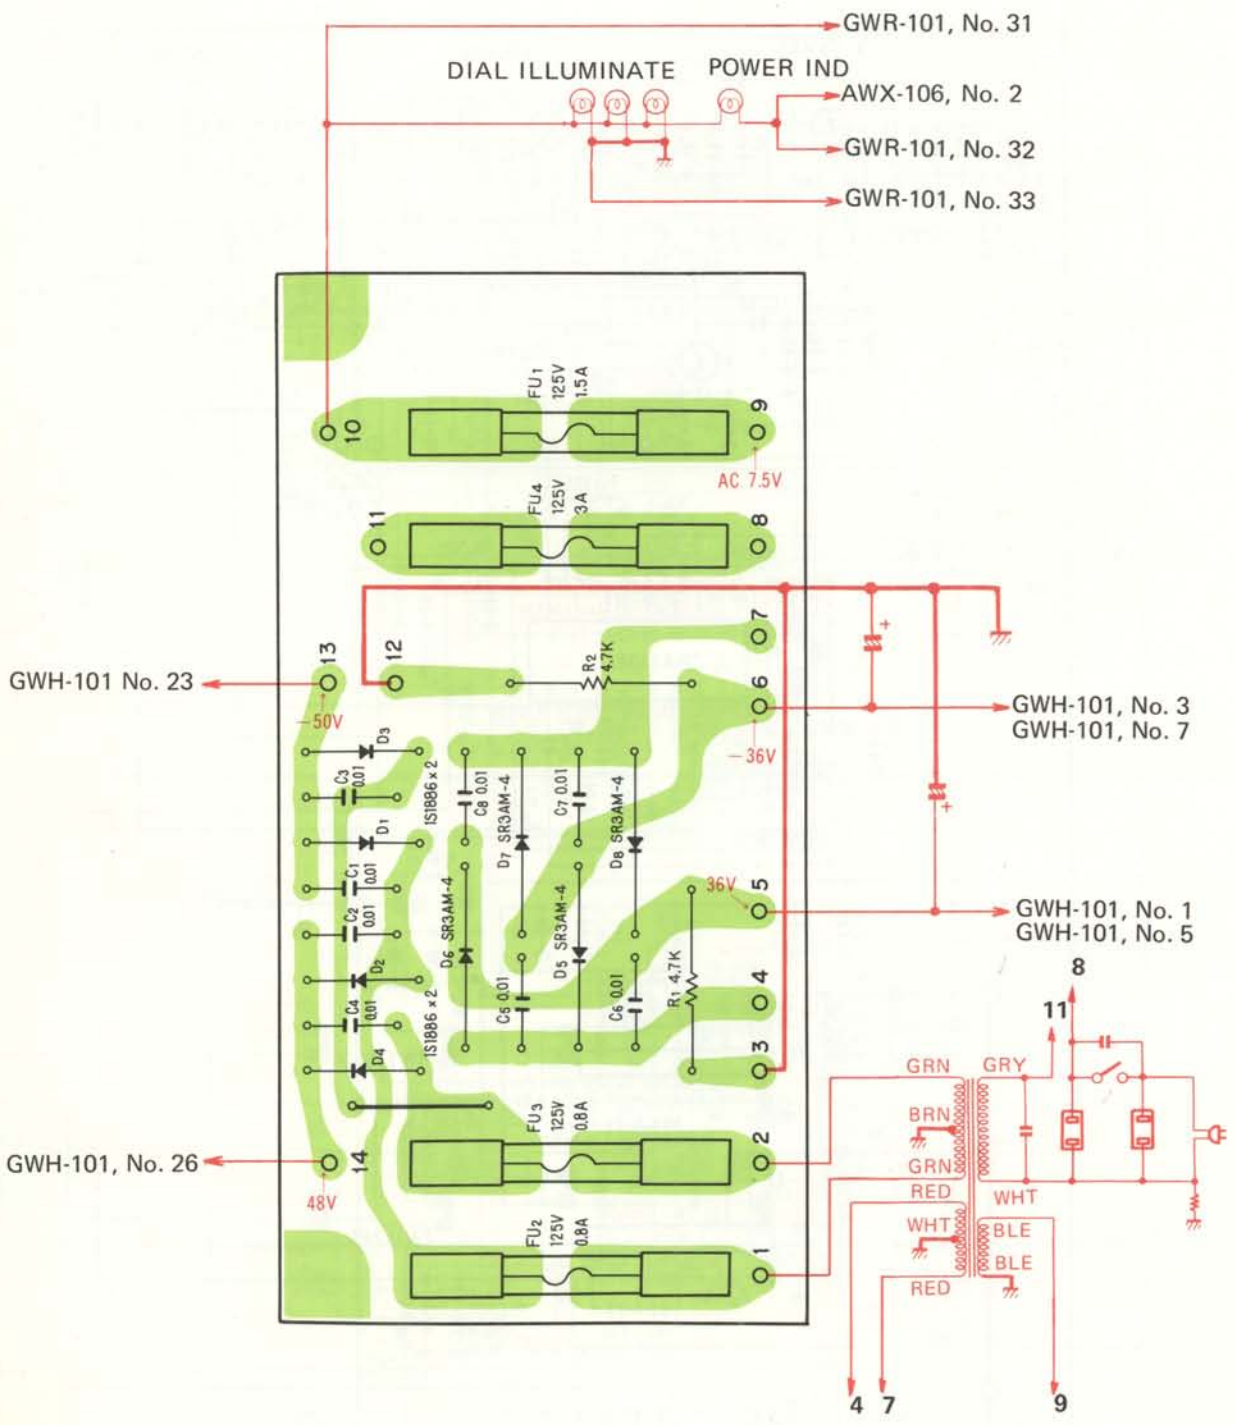 GWR-101, No. 31
DIAL ILLUMINATE
POWER IND
AWX-106, No. 2
GWR-101, No. 32
GWR-101, No. 33
FU1
125V
1.5A
10
9
AC 7.5V
FU4
125V
3A
11
8
7
13
12
R2
4.7K
6
GWH-101 No. 23
-50V
-36V
GWH-101, No. 3
GWH-101, No. 7
D3
C3
0.01
1S1886 x 2
C8 0.01
D7 SR3AM-4
C7 0.01
D8 SR3AM-4
D1
C1
0.01
C2
0.01
D6 SR3AM-4
D5 SR3AM-4
36V
5
GWH-101, No. 1
GWH-101, No. 5
D2
C4
0.01
1S1886 x 2
C5 0.01
C6 0.01
R1 4.7K
4
D4
3
8
11
GRN
GRY
BRN
GRN
RED
WHT
WHT
BLE
BLE
RED
FU3
125V
0.8A
2
GWH-101, No. 26
14
48V
FU2
125V
0.8A
1
4
7
9